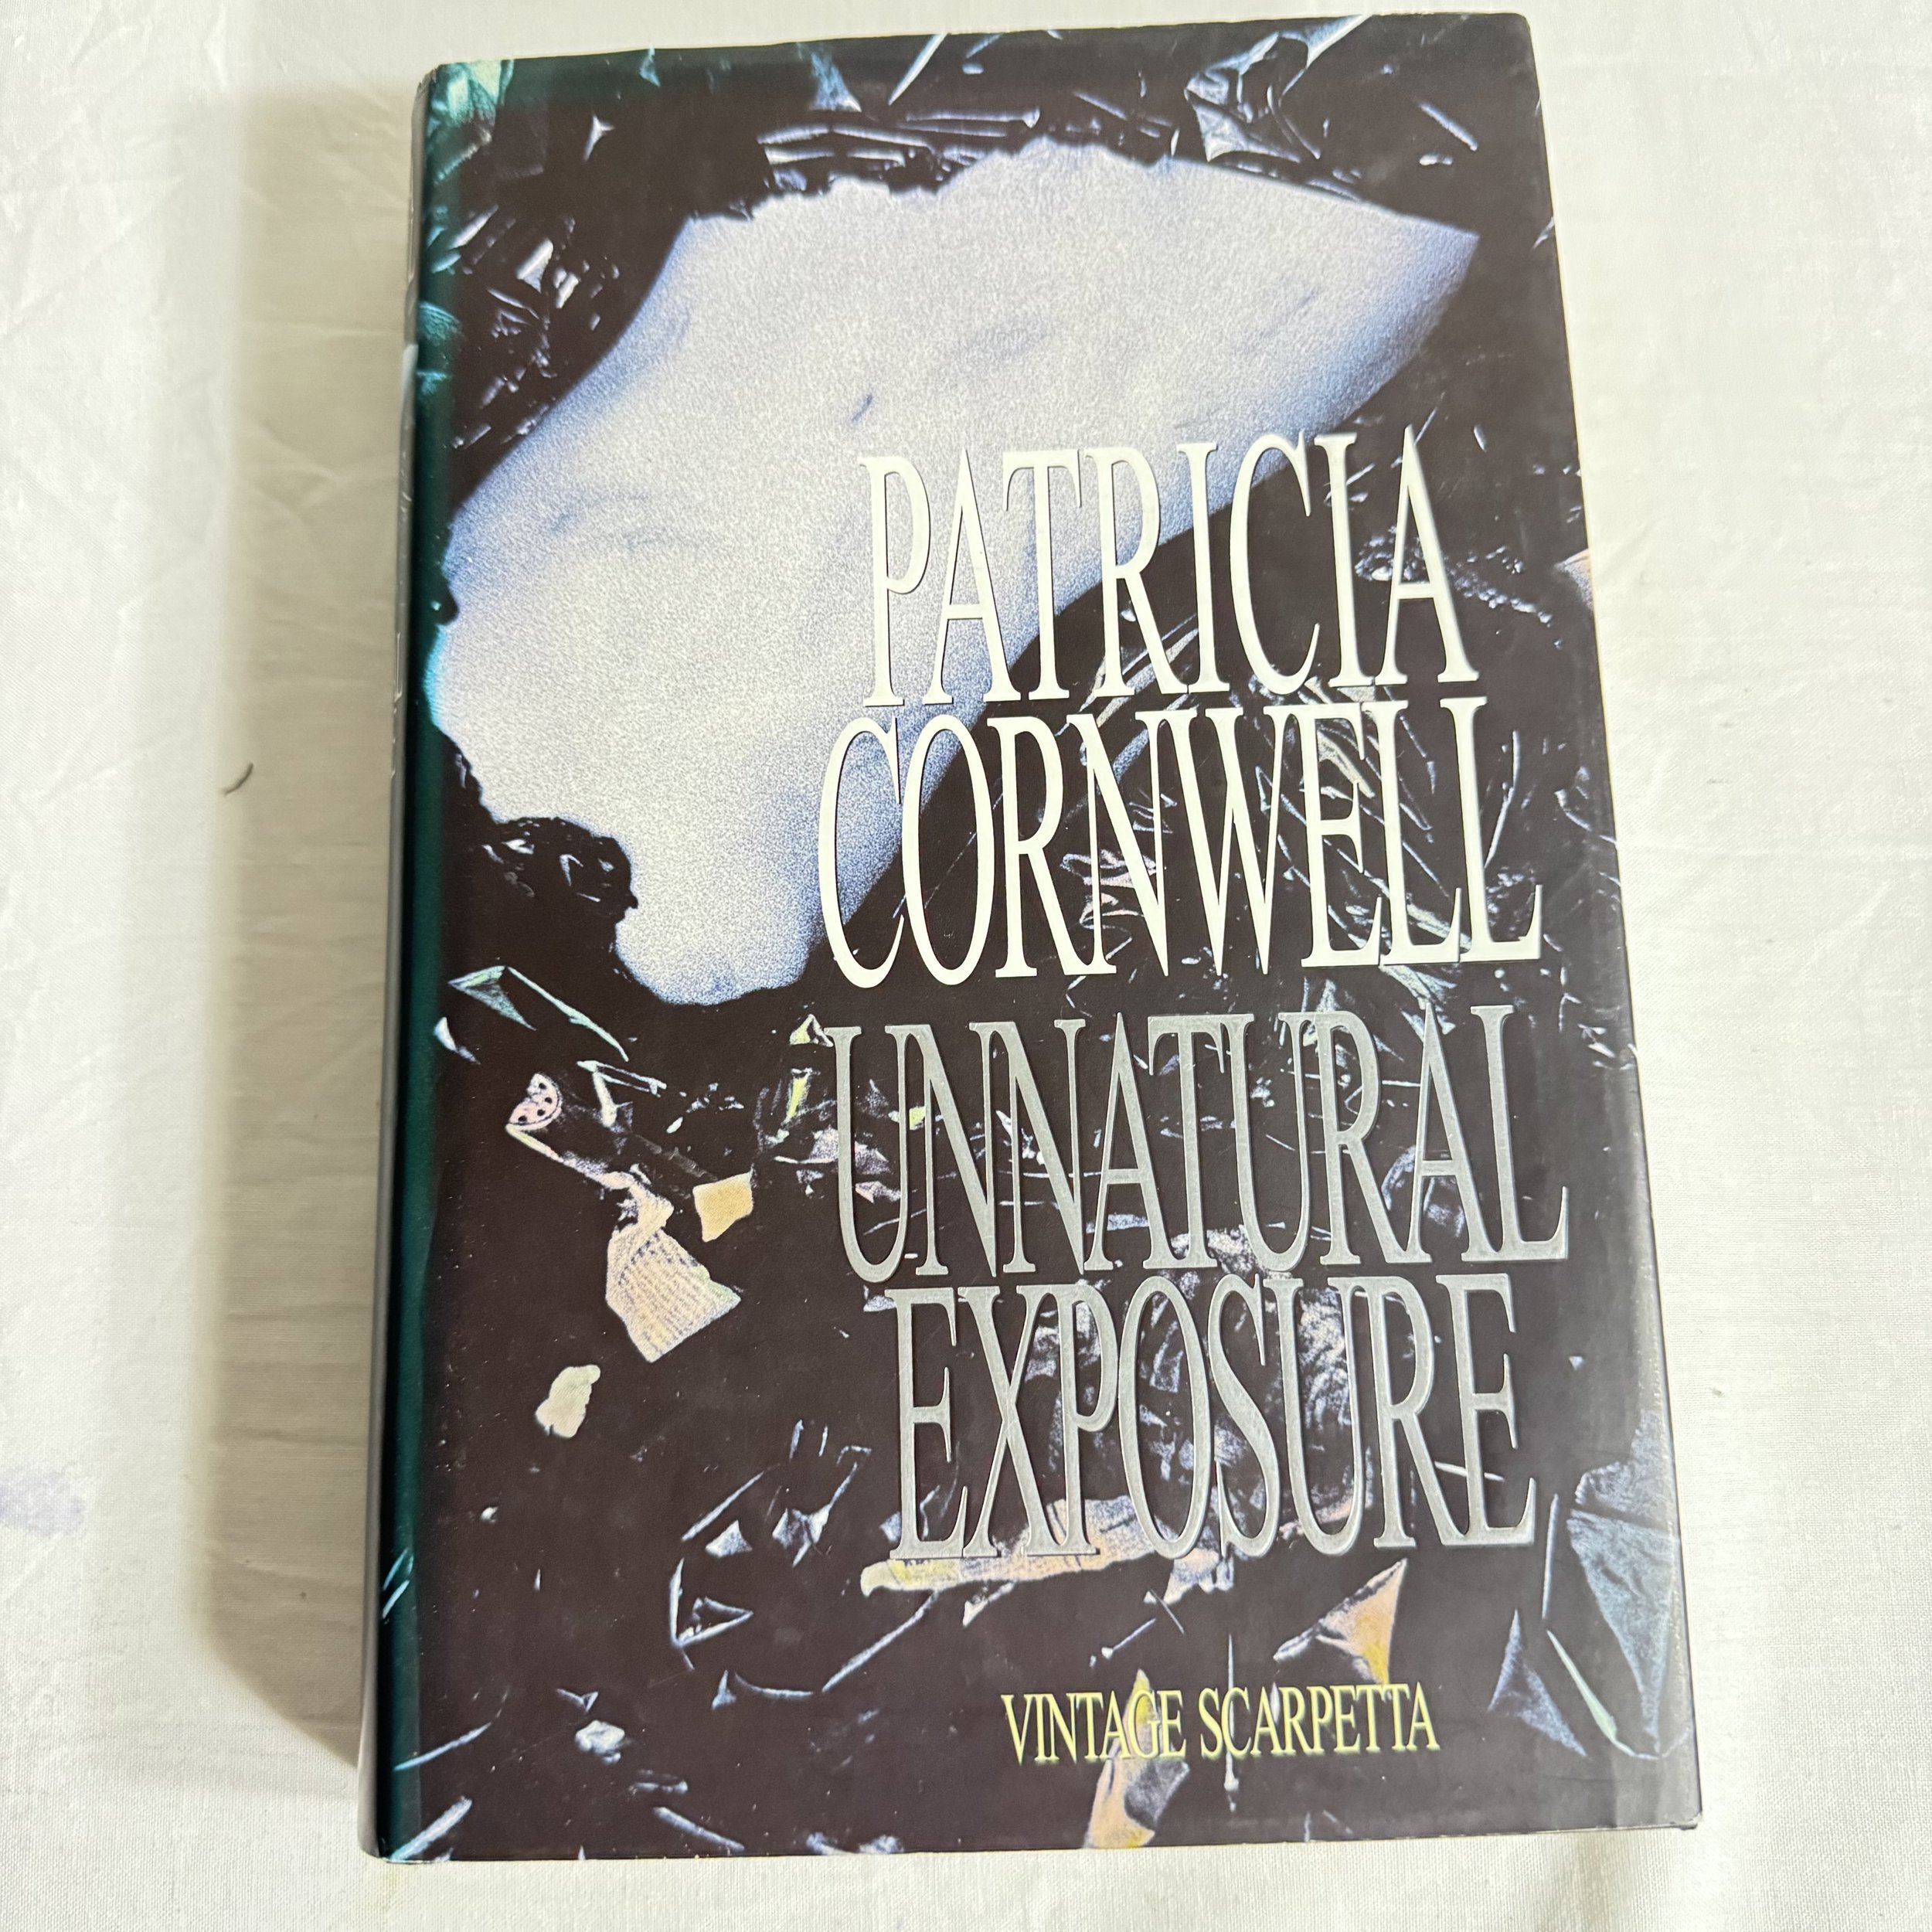 PATRICIA
CORNWELL
UNNATURAL
EXPOSURE
VINTAGE SCARPETTA